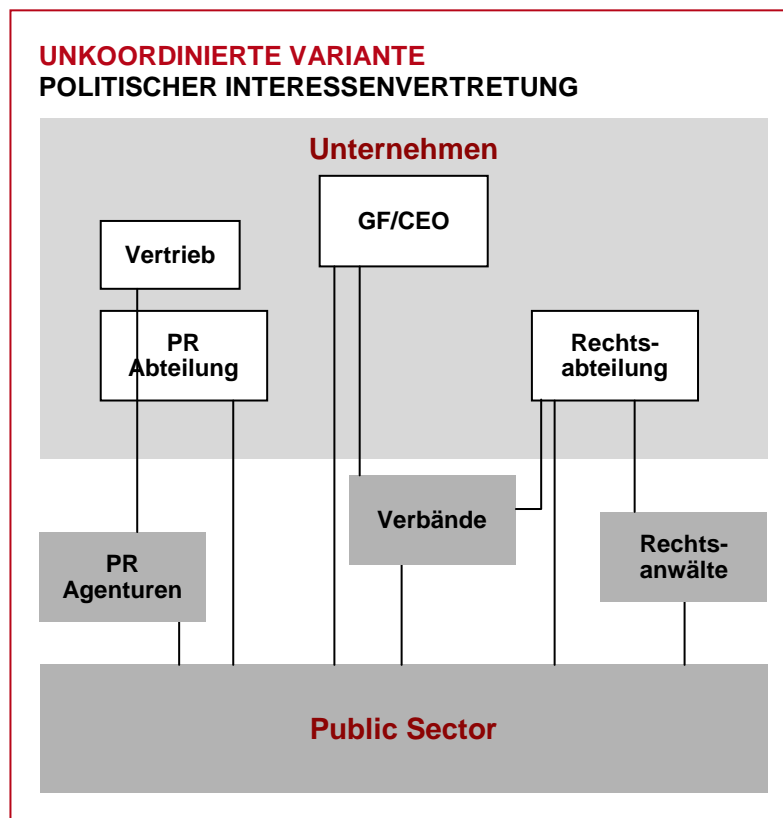 UNKOORDINIERTE VARIANTE
POLITISCHER INTERESSENVERTRETUNG
Unternehmen
GF/CEO
Vertrieb
PR
Abteilung
Rechts-
abteilung
Verbände
PR
Agenturen
Rechts-
anwälte
Public Sector